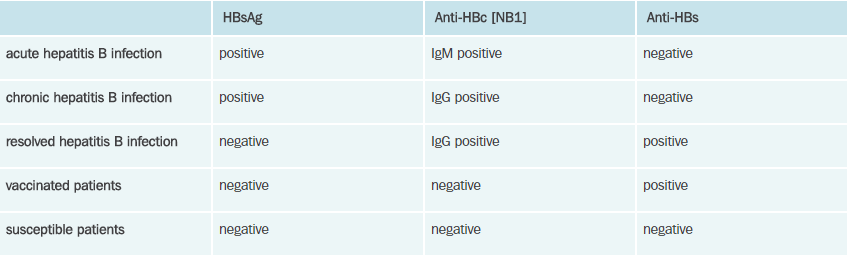 HBsAg Anti-HBc [NB1] Anti-HBs
acute hepatitis B infection positive IgM positive negative
chronic hepatitis B infection positive IgG positive negative
resolved hepatitis B infection negative IgG positive positive
vaccinated patients negative negative positive
susceptible patients negative negative negative